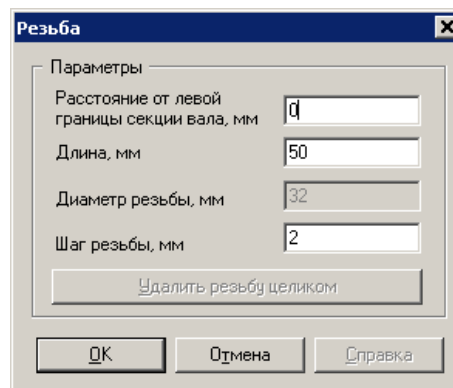 Резьба
Параметры
Расстояние от левой
границы секции вала, мм
0
Длина, мм
50
Диаметр резьбы, мм
32
Шаг резьбы, мм
2
Удалить резьбу целиком
OK
Отмена
Справка